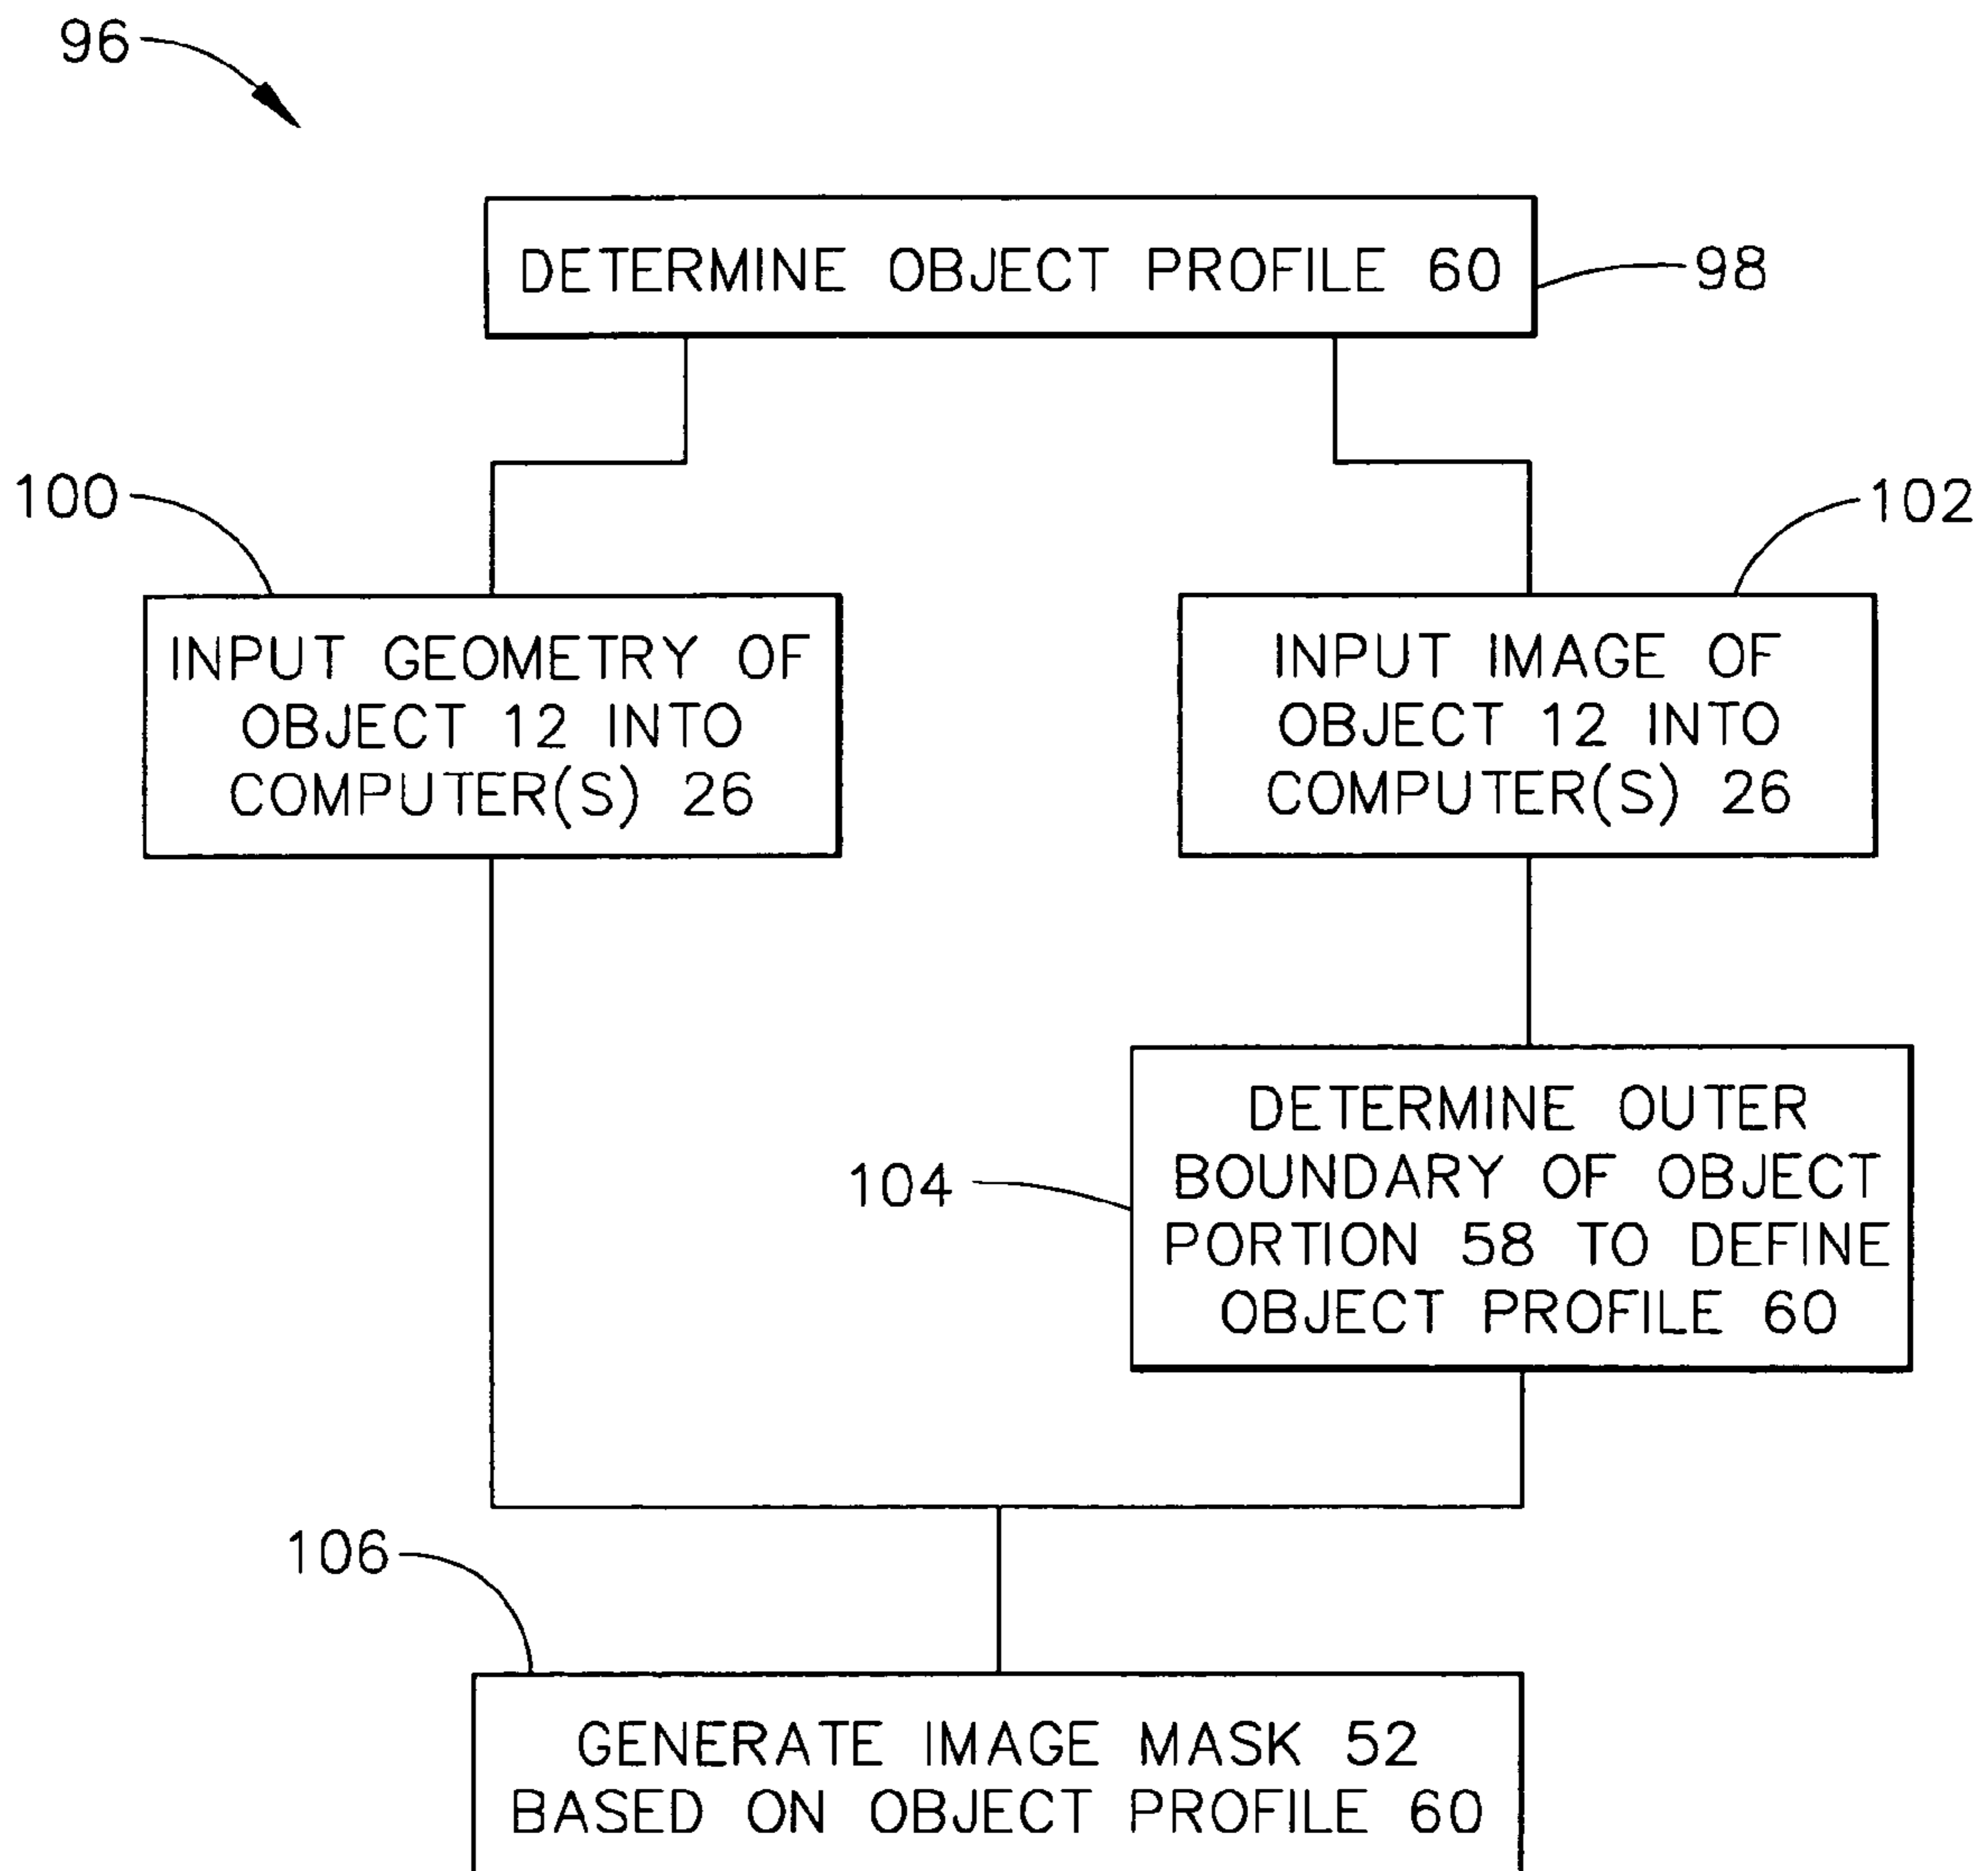 96
DETERMINE OBJECT PROFILE 60
98
100
102
INPUT GEOMETRY OF
OBJECT 12 INTO
COMPUTER(S) 26
INPUT IMAGE OF
OBJECT 12 INTO
COMPUTER(S) 26
104
DETERMINE OUTER
BOUNDARY OF OBJECT
PORTION 58 TO DEFINE
OBJECT PROFILE 60
106
GENERATE IMAGE MASK 52
BASED ON OBJECT PROFILE 60